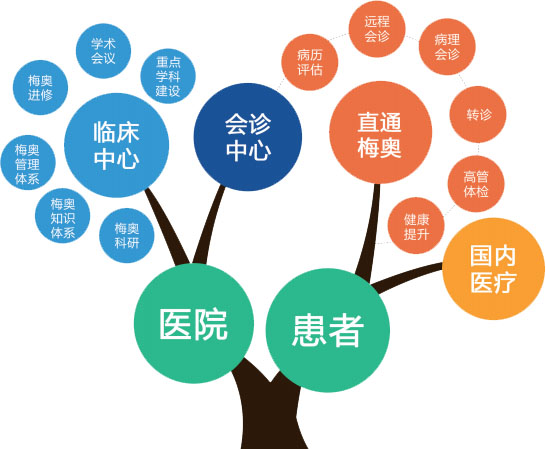 学术
会议
重点
学科
建设
梅奥
进修
临床
中心
梅奥
管理
体系
梅奥
知识
体系
梅奥
科研
会诊
中心
病历
评估
远程
会诊
病理
会诊
转诊
高管
体检
健康
提升
直通
梅奥
国内
医疗
医院
患者